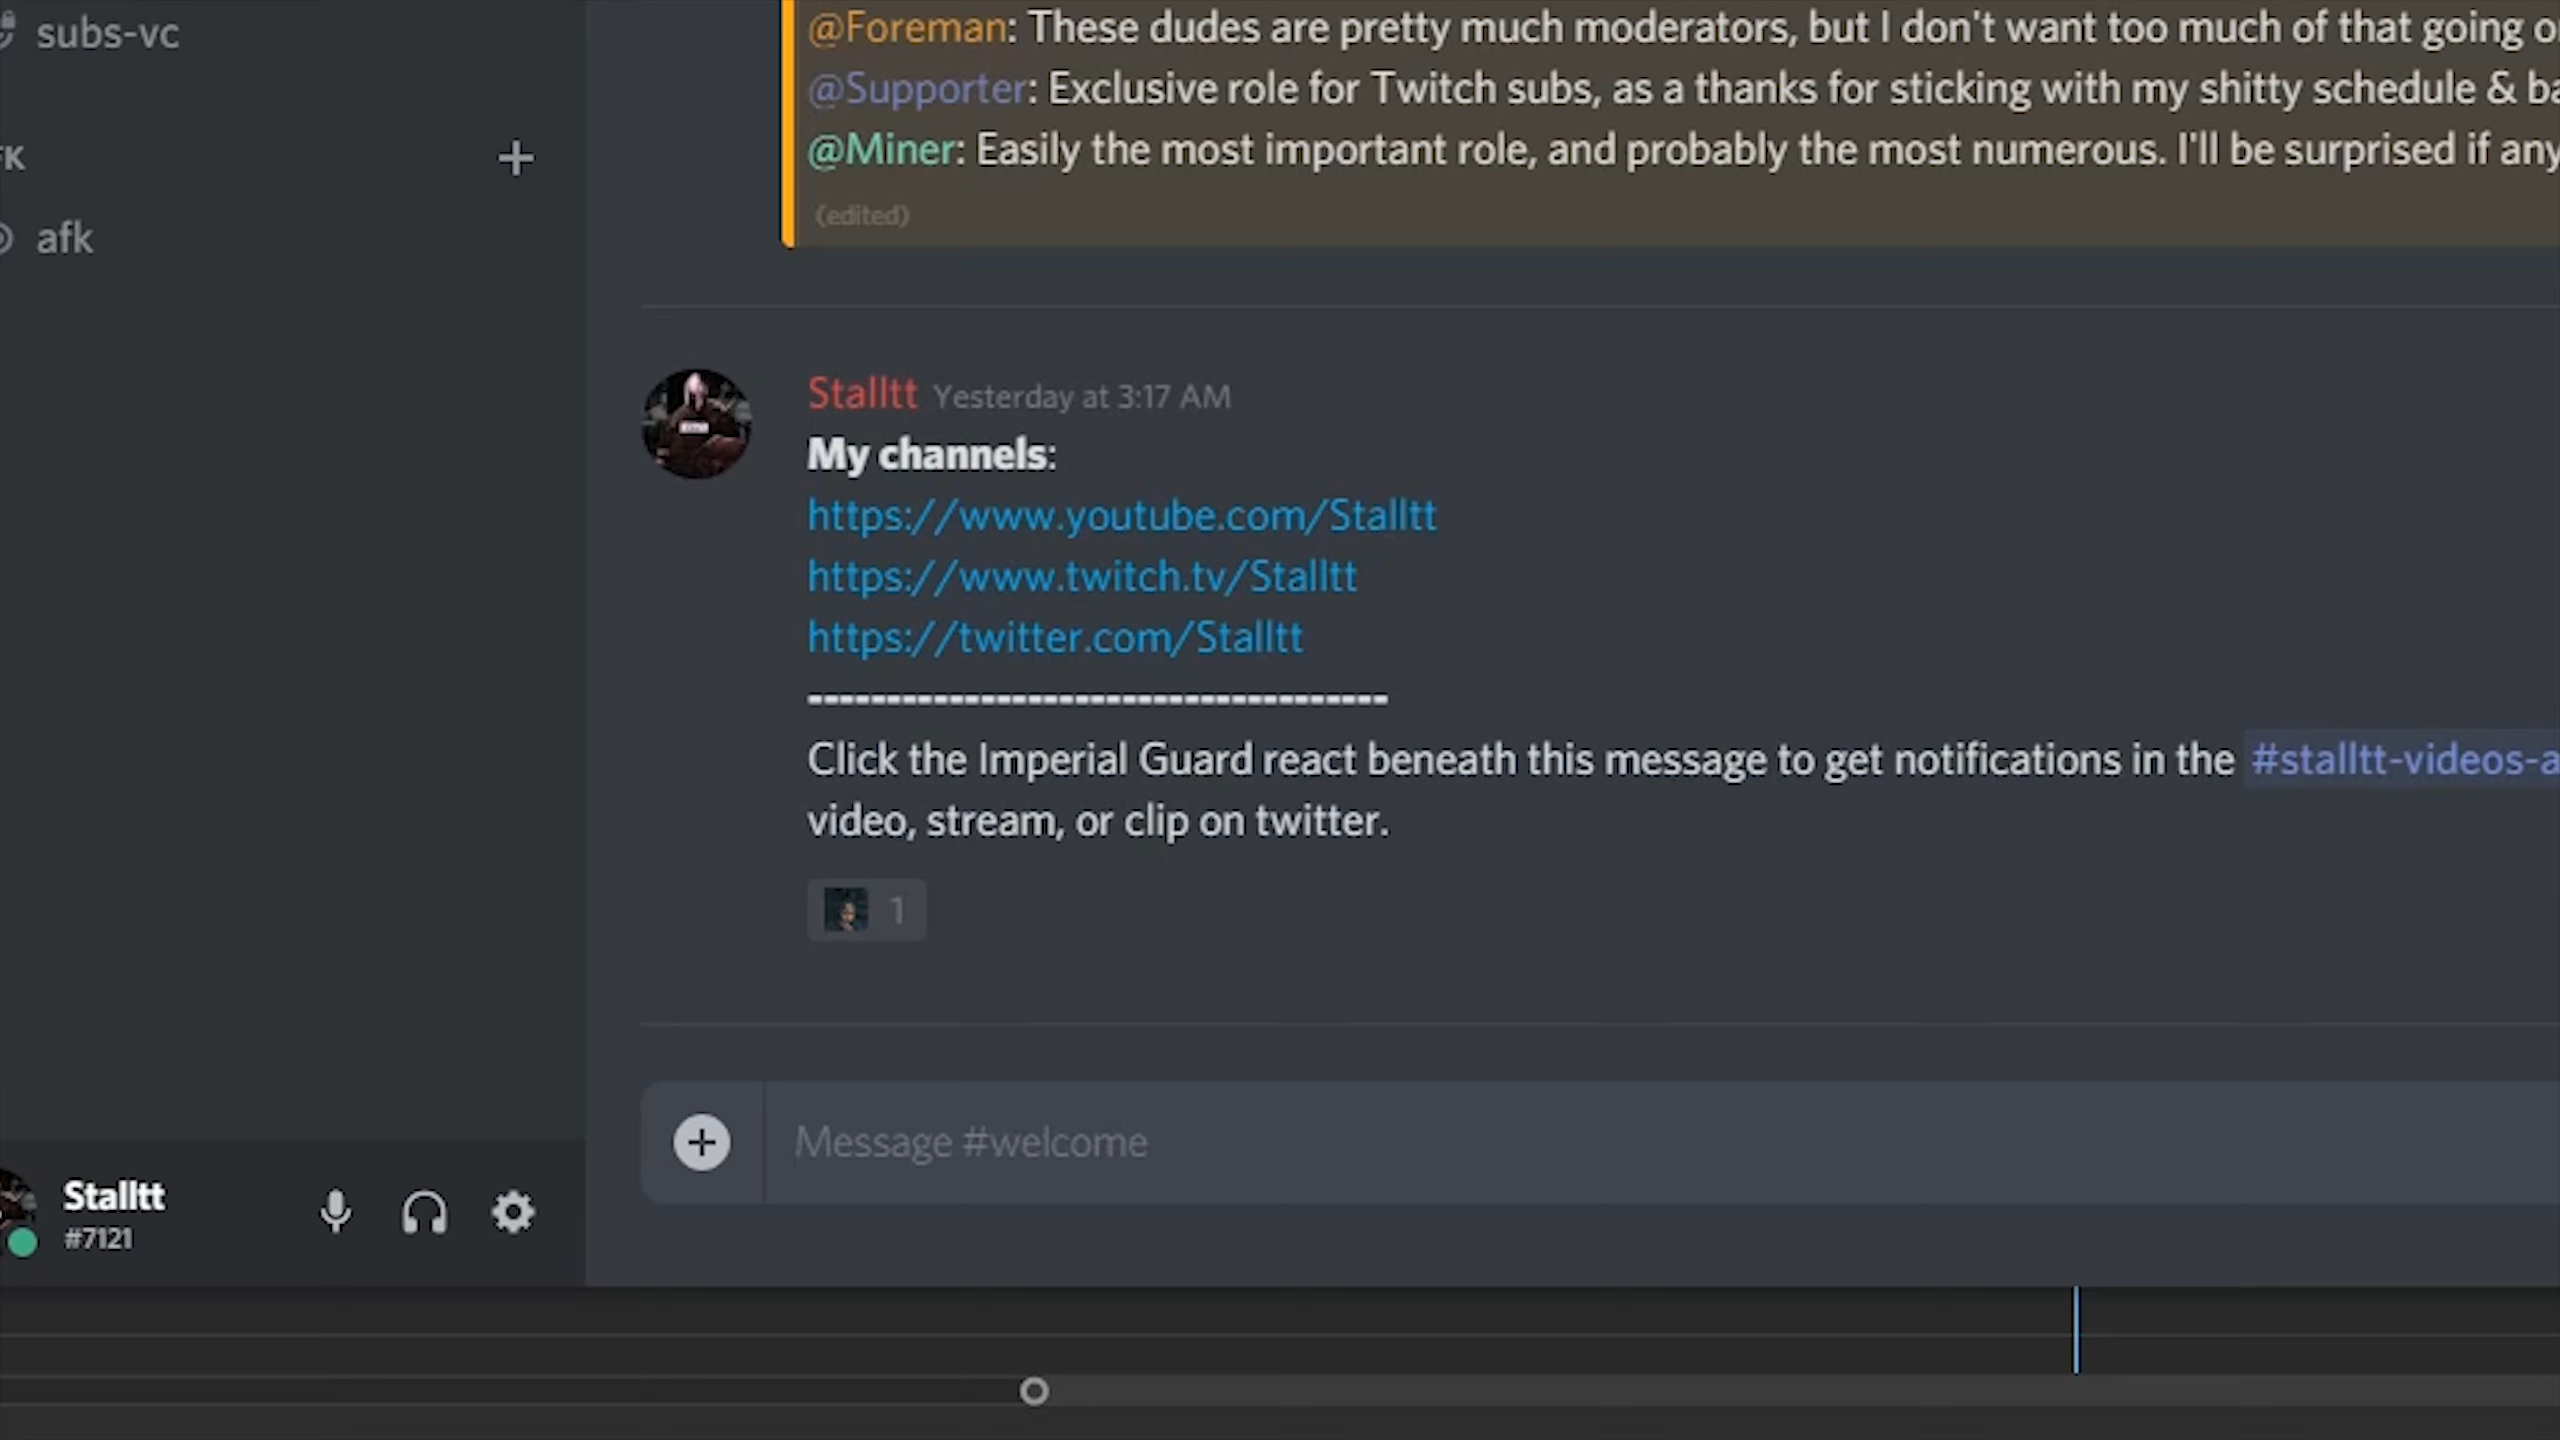 subs-vc
@Foreman: These dudes are pretty much moderators, but I don't want too much of that going
@Supporter: Exclusive role for Twitch subs, as a thanks for sticking with my shitty schedule &
@Miner: Easily the most important role, and probably the most numerous. I'll be surprised if
(edited)
afk
Stalltt Yesterday at 3:17 AM
My channels:
https://www.youtube.com/Stalltt
https://www.twitch.tv/Stalltt
https://twitter.com/Stalltt
-------------------------------------
Click the Imperial Guard react beneath this message to get notifications in the #stalltt-videos-a
video, stream, or clip on twitter.
1
Message #welcome
Stalltt
#7121